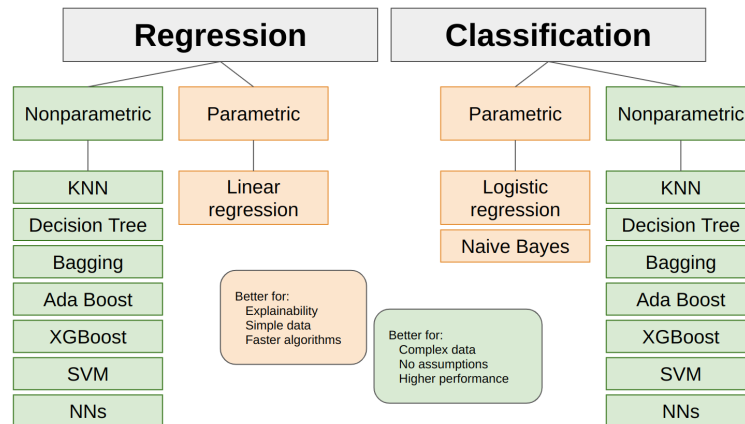 Regression
Classification
Nonparametric
Parametric
Parametric
Nonparametric
KNN
Decision Tree
Bagging
Ada Boost
XGBoost
SVM
NNs
Linear
regression
Logistic
regression
Naive Bayes
KNN
Decision Tree
Bagging
Ada Boost
XGBoost
SVM
NNs
Better for:
Explainability
Simple data
Faster algorithms
Better for:
Complex data
No assumptions
Higher performance